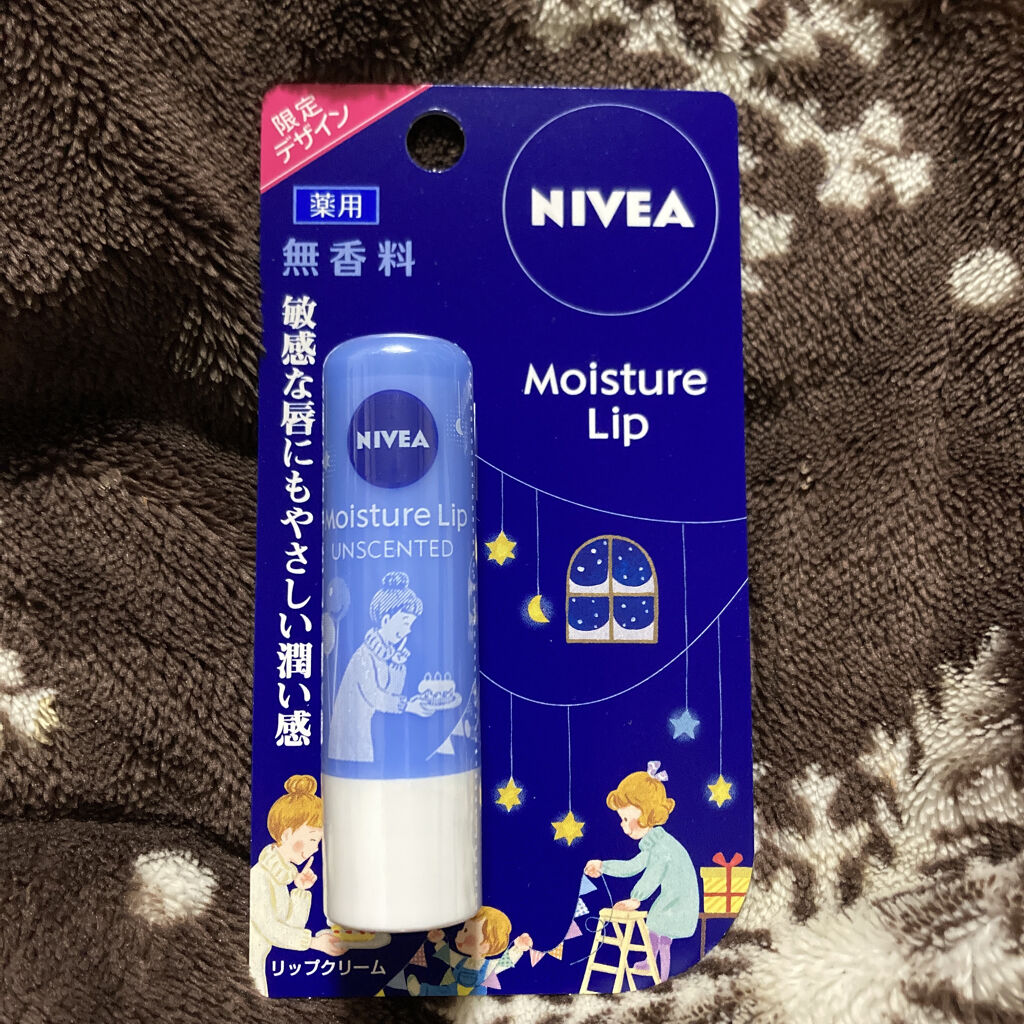 限定
デザイン
薬用
無香料
敏感な唇にもやさしい潤い感
NIVEA
Moisture
Lip
NIVEA
Moisture Lip
UNSCENTED
リップクリーム